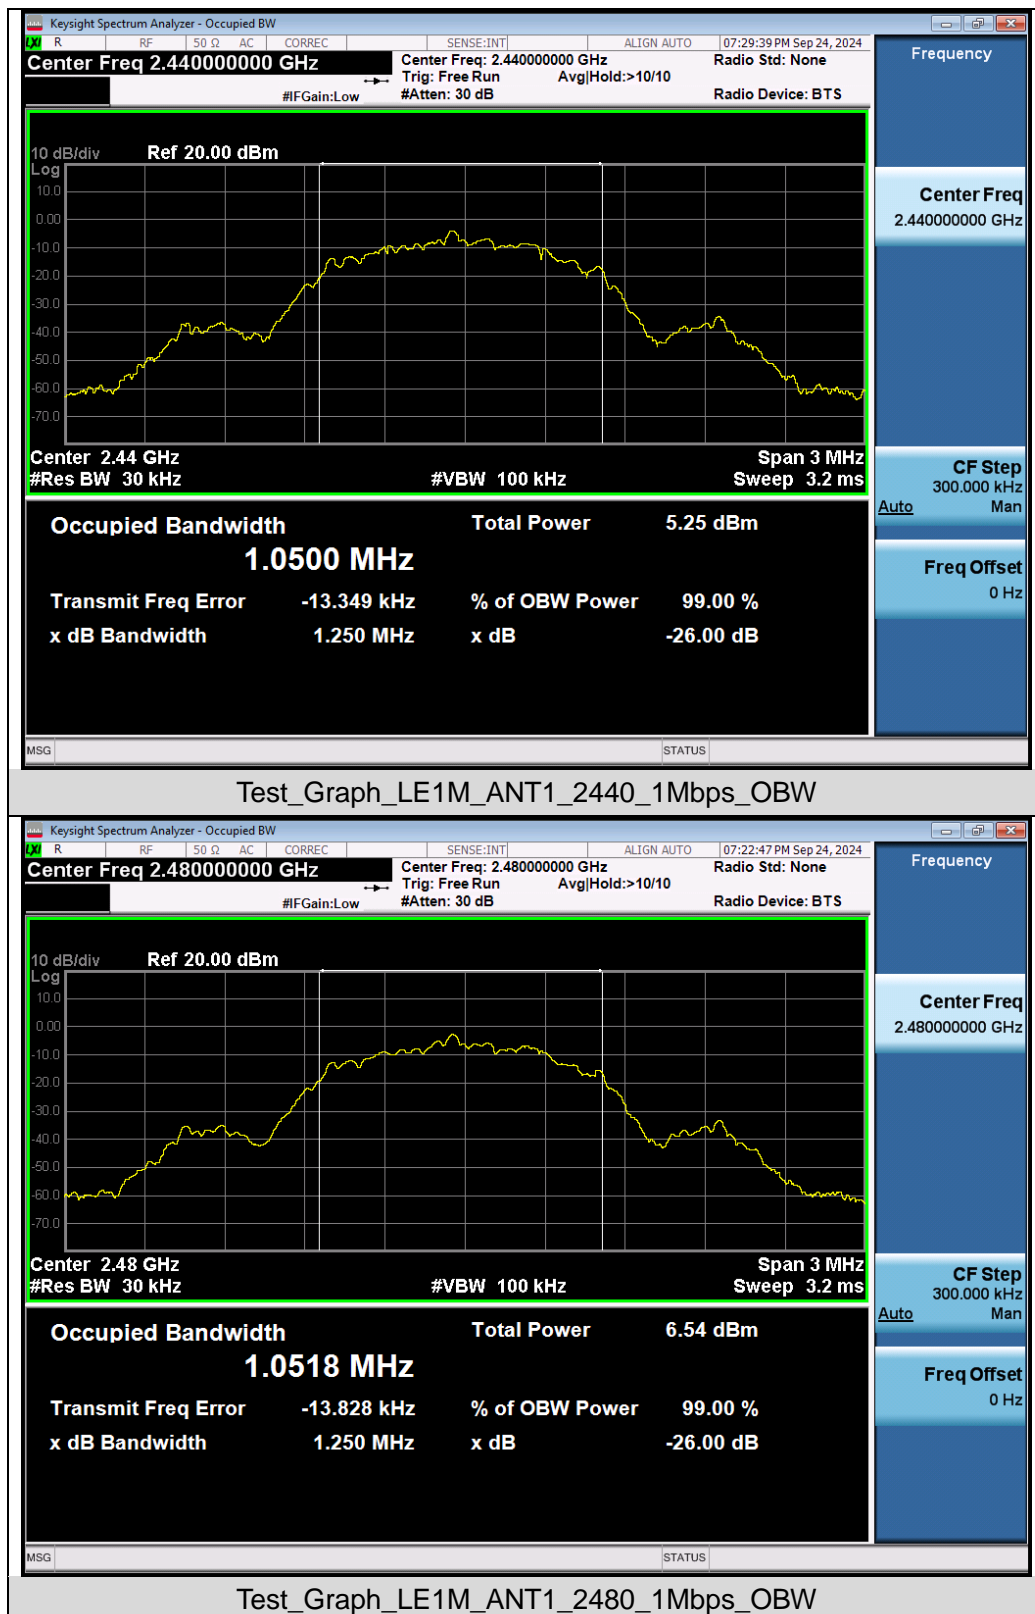 Keysight Spectrum Analyzer - Occupied BW
LXI R RF 50 Ω AC CORREC SENSE:INT ALIGN AUTO 07:29:39 PM Sep 24, 2024
Center Freq 2.440000000 GHz
Center Freq: 2.440000000 GHz Radio Std: None
Trig: Free Run Avg|Hold:>10/10
#IFGain:Low #Atten: 30 dB Radio Device: BTS
Frequency
10 dB/div Ref 20.00 dBm
Log
10.0
0.00
-10.0
-20.0
-30.0
-40.0
-50.0
-60.0
-70.0
Center Freq
2.440000000 GHz
Center 2.44 GHz Span 3 MHz
#Res BW 30 kHz #VBW 100 kHz Sweep 3.2 ms
CF Step
300.000 kHz
Auto Man
Occupied Bandwidth Total Power 5.25 dBm
1.0500 MHz
Transmit Freq Error -13.349 kHz % of OBW Power 99.00 %
x dB Bandwidth 1.250 MHz x dB -26.00 dB
Freq Offset
0 Hz
MSG STATUS
Test_Graph_LE1M_ANT1_2440_1Mbps_OBW
Keysight Spectrum Analyzer - Occupied BW
LXI R RF 50 Ω AC CORREC SENSE:INT ALIGN AUTO 07:22:47 PM Sep 24, 2024
Center Freq 2.480000000 GHz
Center Freq: 2.480000000 GHz Radio Std: None
Trig: Free Run Avg|Hold:>10/10
#IFGain:Low #Atten: 30 dB Radio Device: BTS
Frequency
10 dB/div Ref 20.00 dBm
Log
10.0
0.00
-10.0
-20.0
-30.0
-40.0
-50.0
-60.0
-70.0
Center Freq
2.480000000 GHz
Center 2.48 GHz Span 3 MHz
#Res BW 30 kHz #VBW 100 kHz Sweep 3.2 ms
CF Step
300.000 kHz
Auto Man
Occupied Bandwidth Total Power 6.54 dBm
1.0518 MHz
Transmit Freq Error -13.828 kHz % of OBW Power 99.00 %
x dB Bandwidth 1.250 MHz x dB -26.00 dB
Freq Offset
0 Hz
MSG STATUS
Test_Graph_LE1M_ANT1_2480_1Mbps_OBW